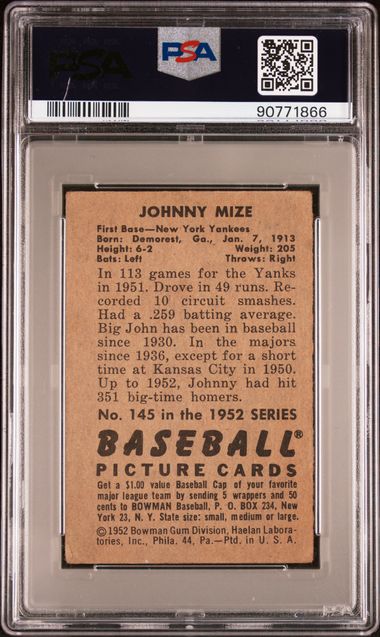 PSA
PSA
90771866
JOHNNY MIZE
First Base—New York Yankees
Born: Demorest, Ga., Jan. 7, 1913
Height: 6-2 Weight: 205
Bats: Left Throws: Right
In 113 games for the Yanks
in 1951. Drove in 49 runs. Re-
corded 10 circuit smashes.
Had a .259 batting average.
Big John has been in baseball
since 1930. In the majors
since 1936, except for a short
time at Kansas City in 1950.
Up to 1952, Johnny had hit
351 big-time homers.
No. 145 in the 1952 SERIES
BASEBALL®
PICTURE CARDS
Get a $1.00 value Baseball Cap of your favorite
major league team by sending 5 wrappers and 50
cents to BOWMAN Baseball, P. O. BOX 234, New
York 23, N. Y. State size: small, medium or large.
©1952 Bowman Gum Division, Haelan Labora-
tories, Inc., Phila. 44, Pa.—Ptd. in U. S. A.